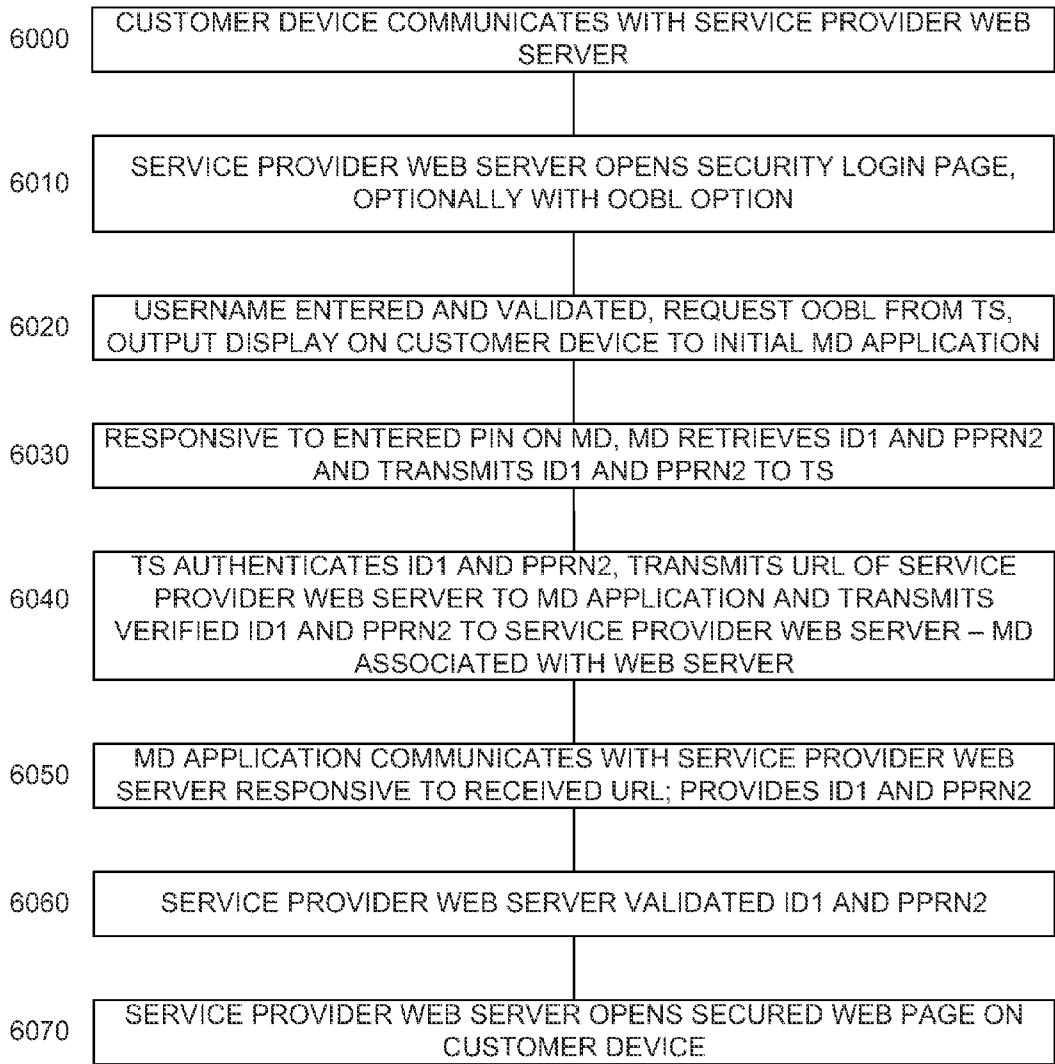 6000
CUSTOMER DEVICE COMMUNICATES WITH SERVICE PROVIDER WEB
SERVER
6010
SERVICE PROVIDER WEB SERVER OPENS SECURITY LOGIN PAGE,
OPTIONALLY WITH OOBL OPTION
6020
USERNAME ENTERED AND VALIDATED, REQUEST OOBL FROM TS,
OUTPUT DISPLAY ON CUSTOMER DEVICE TO INITIAL MD APPLICATION
6030
RESPONSIVE TO ENTERED PIN ON MD, MD RETRIEVES ID1 AND PPRN2
AND TRANSMITS ID1 AND PPRN2 TO TS
6040
TS AUTHENTICATES ID1 AND PPRN2, TRANSMITS URL OF SERVICE
PROVIDER WEB SERVER TO MD APPLICATION AND TRANSMITS
VERIFIED ID1 AND PPRN2 TO SERVICE PROVIDER WEB SERVER – MD
ASSOCIATED WITH WEB SERVER
6050
MD APPLICATION COMMUNICATES WITH SERVICE PROVIDER WEB
SERVER RESPONSIVE TO RECEIVED URL; PROVIDES ID1 AND PPRN2
6060
SERVICE PROVIDER WEB SERVER VALIDATED ID1 AND PPRN2
6070
SERVICE PROVIDER WEB SERVER OPENS SECURED WEB PAGE ON
CUSTOMER DEVICE